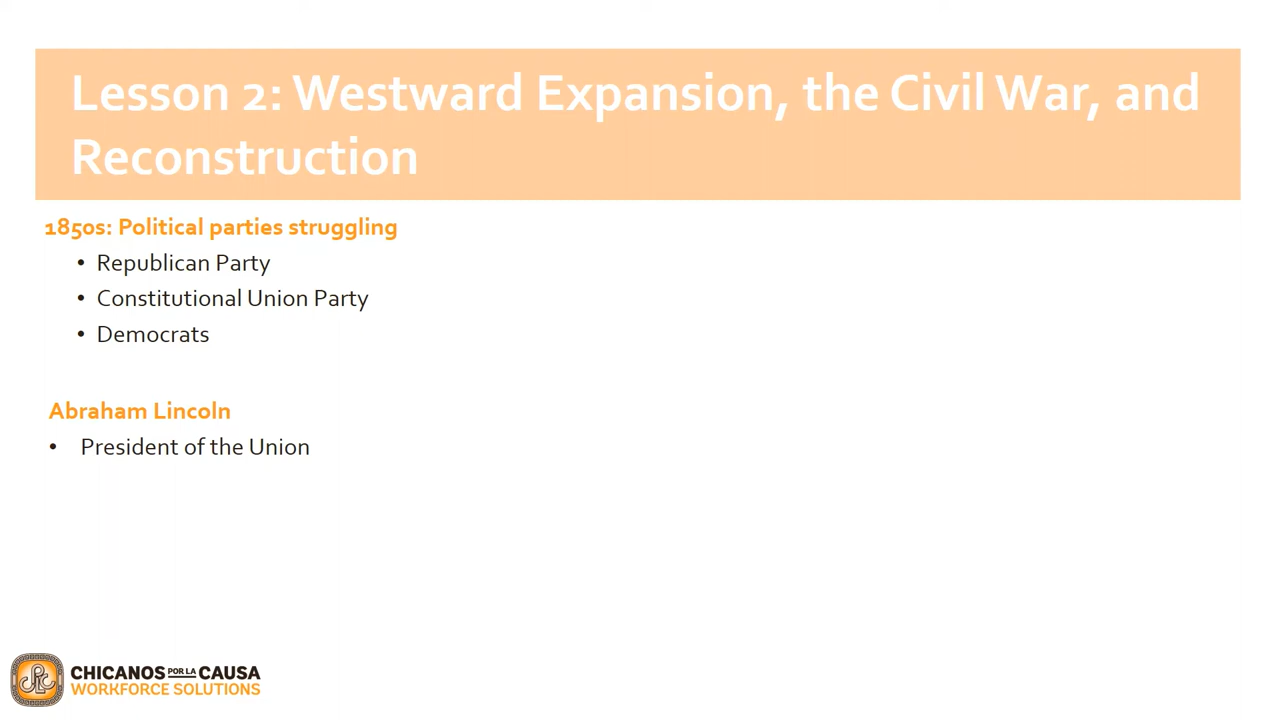 Lesson 2: Westward Expansion, the Civil War, and
Reconstruction
1850s: Political parties struggling
• Republican Party
• Constitutional Union Party
• Democrats
Abraham Lincoln
• President of the Union
CHICANOS POR LA CAUSA
WORKFORCE SOLUTIONS